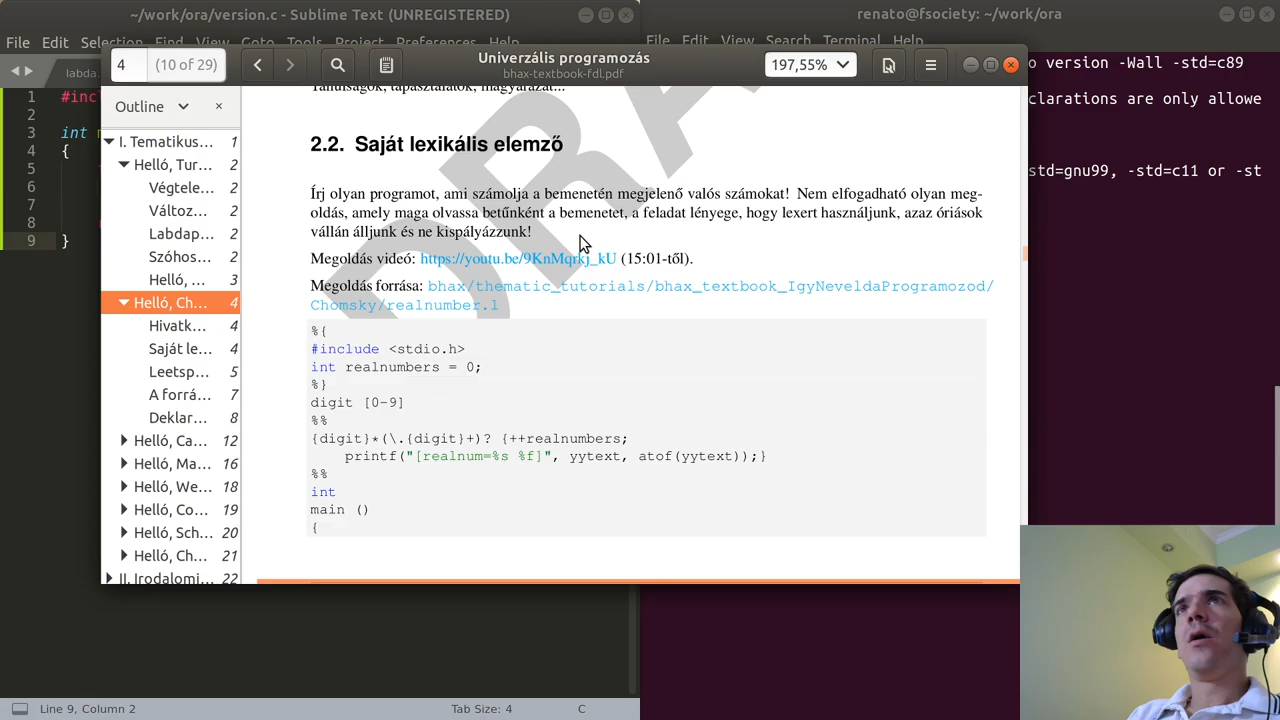 ~/work/ora/version.c - Sublime Text (UNREGISTERED)
renato@fsociety: ~/work/ora
File Edit Selection Find View Goto Tools Project Preferences Help
File Edit View Search Terminal Help
4 (10 of 29)
Univerzális programozás
bhax-textbook-fdl.pdf
197,55%
labda.
1 #incl
2
3 int
4 {
5
6
7
8
9 }
o version -Wall -std=c89
clarations are only allowe
std=gnu99, -std=c11 or -st
Outline
I. Tematikus... 1
Helló, Tur... 2
Végtele... 2
Változ... 2
Labdap... 2
Szóhos... 2
Helló, ... 3
Helló, Ch... 4
Hivatk... 4
Saját le... 4
Leetsp... 5
A forrá... 7
Deklar... 8
Helló, Ca... 12
Helló, Ma... 16
Helló, We... 18
Helló, Co... 19
Helló, Sch... 20
Helló, Ch... 21
II. Irodalomi... 22
Tanulságok, tapasztalatok, magyarázat...
2.2. Saját lexikális elemző
Írj olyan programot, ami számolja a bemenetén megjelenő valós számokat! Nem elfogadható olyan meg-
oldás, amely maga olvassa betűnként a bemenetet, a feladat lényege, hogy lexert használjunk, azaz óriások
vállán álljunk és ne kispályázzunk!
Megoldás videó: https://youtu.be/9KnMqrkj_kU (15:01-től).
Megoldás forrása: bhax/thematic_tutorials/bhax_textbook_IgyNeveldaProgramozod/
Chomsky/realnumber.l
%{
#include <stdio.h>
int realnumbers = 0;
%}
digit [0-9]
%%
{digit}*(\.{digit}+)? {++realnumbers;
printf("[realnum=%s %f]", yytext, atof(yytext));}
%%
int
main ()
{
DRA
Line 9, Column 2
Tab Size: 4
C